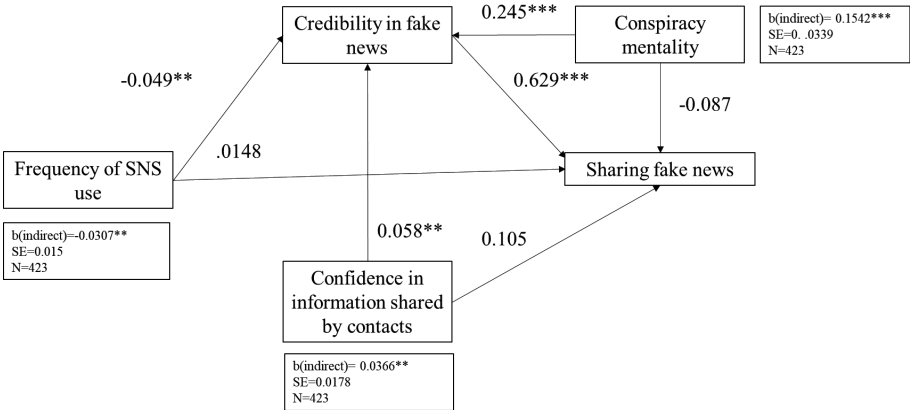 Credibility in fake
news
0.245***
Conspiracy
mentality
b(indirect)= 0.1542***
SE=0. .0339
N=423
-0.049**
0.629***
-0.087
.0148
Frequency of SNS
use
Sharing fake news
b(indirect)=-0.0307**
SE=0.015
N=423
0.058**
0.105
Confidence in
information shared
by contacts
b(indirect)= 0.0366**
SE=0.0178
N=423